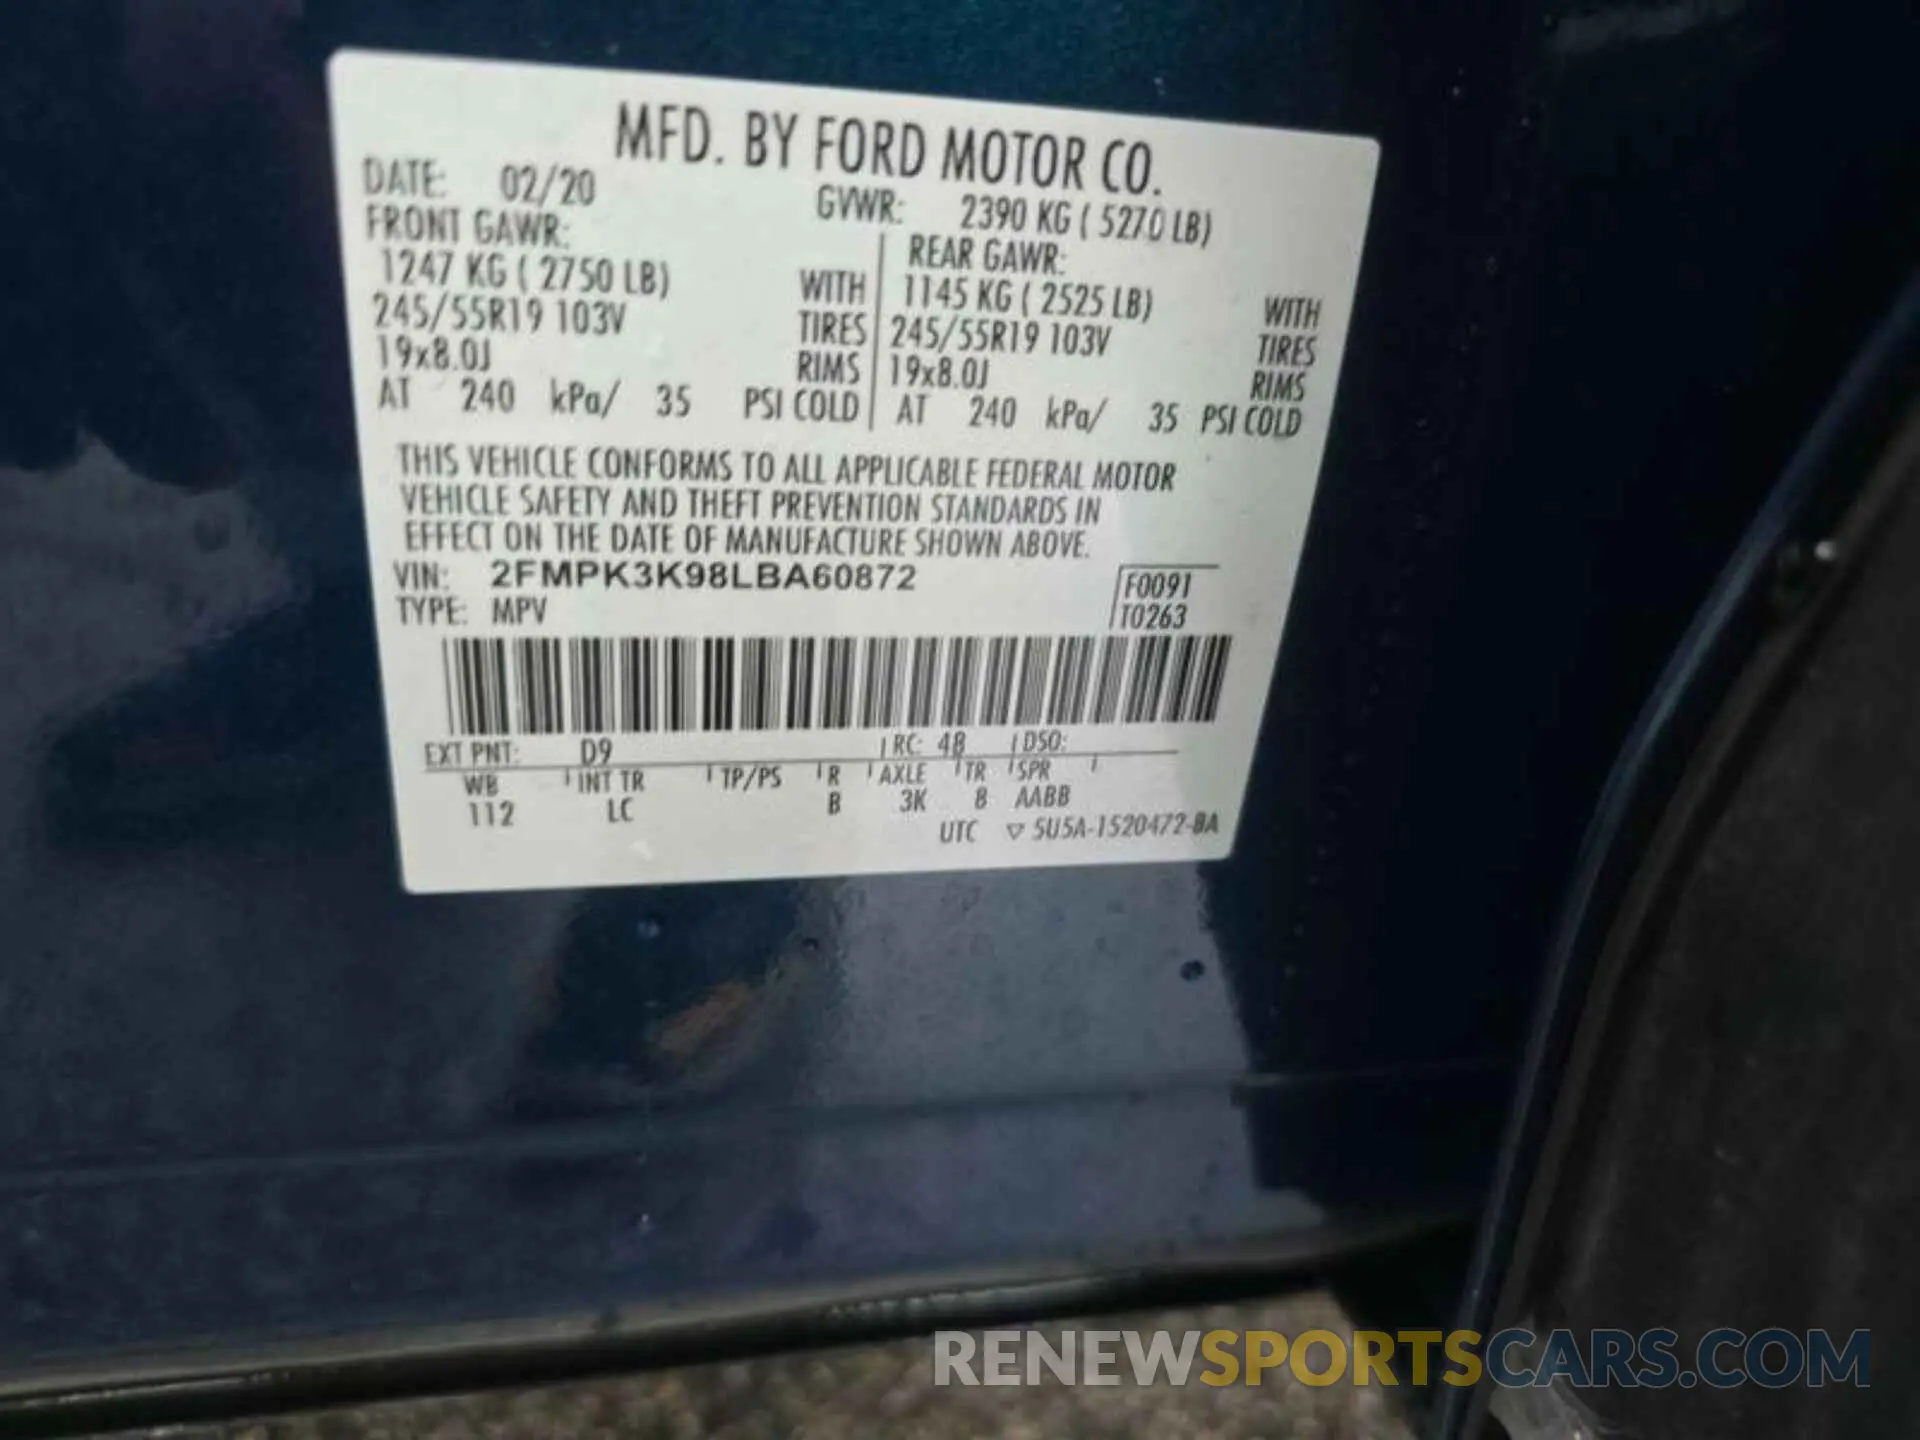 MFD. BY FORD MOTOR CO.
DATE: 02/20 GVWR: 2390 KG ( 5270 LB)
FRONT GAWR: REAR GAWR:
1247 KG ( 2750 LB) WITH 1145 KG ( 2525 LB) WITH
245/55R19 103V TIRES 245/55R19 103V TIRES
19x8.0J RIMS 19x8.0J RIMS
AT 240 kPa/ 35 PSI COLD AT 240 kPa/ 35 PSI COLD
THIS VEHICLE CONFORMS TO ALL APPLICABLE FEDERAL MOTOR
VEHICLE SAFETY AND THEFT PREVENTION STANDARDS IN
EFFECT ON THE DATE OF MANUFACTURE SHOWN ABOVE.
VIN: 2FMPK3K98LBA60872 F0091
TYPE: MPV T0263
EXT PNT: D9 RC: 48 DSO:
WB INT TR TP/PS R AXLE TR SPR
112 LC B 3K 8 AABB
UTC ▽ 5U5A-1520472-BA
RENEWSPORTSCARS.COM